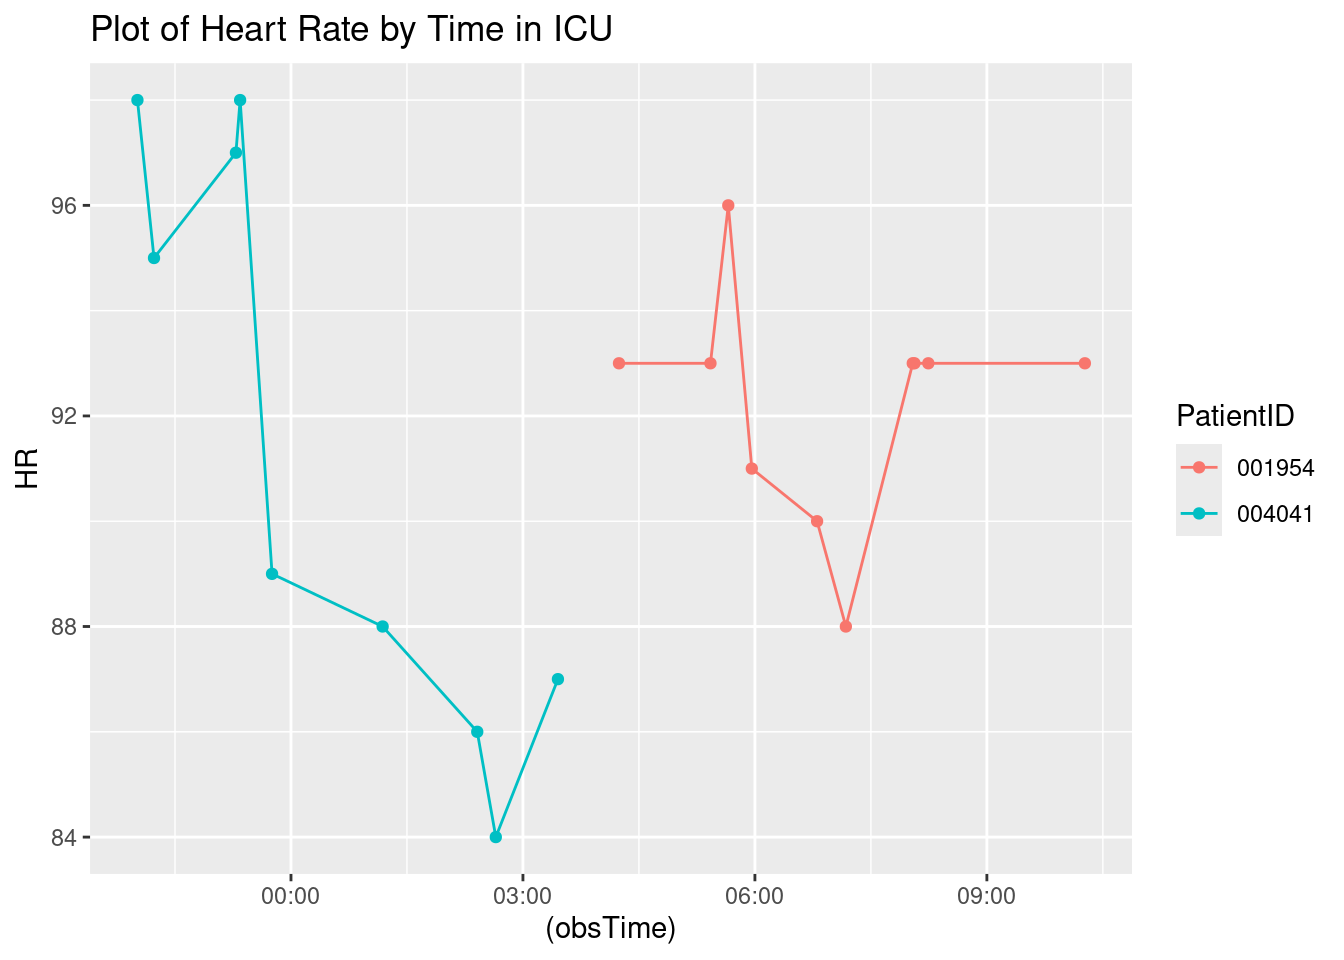 Plot of Heart Rate by Time in ICU
HR
96
92
88
84
00:00 03:00 06:00 09:00
(obsTime)
PatientID
001954
004041